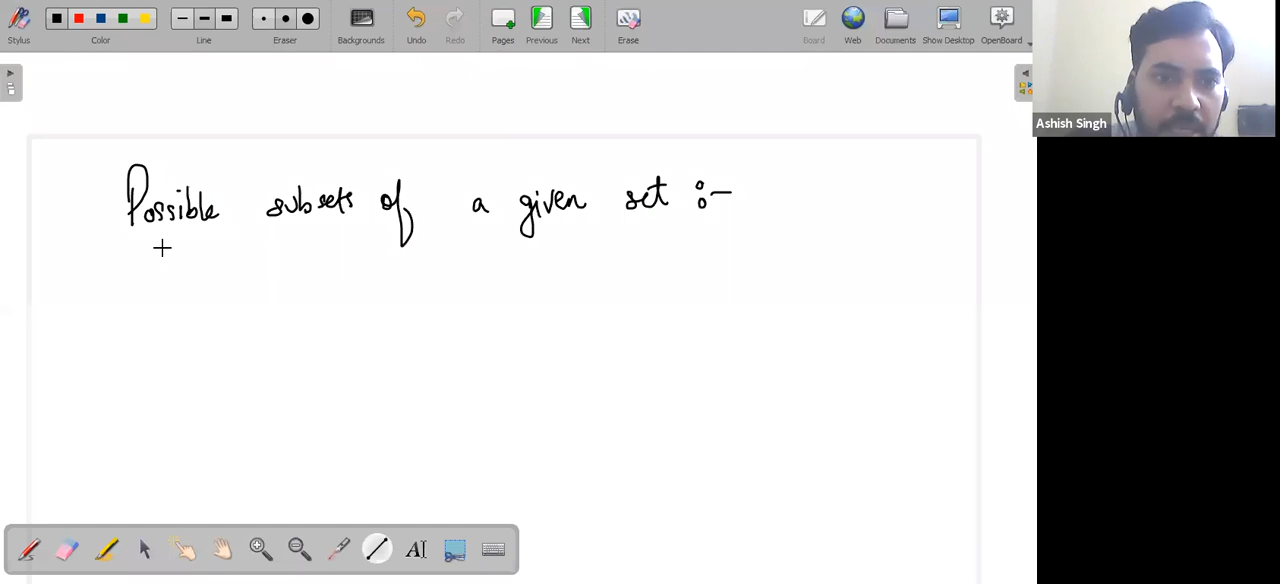 Stylus Color Line Eraser Backgrounds Undo Redo Pages Previous Next Erase Board Web Documents Show Desktop OpenBoard
Ashish Singh
Possible subsets of a given set :-
AI